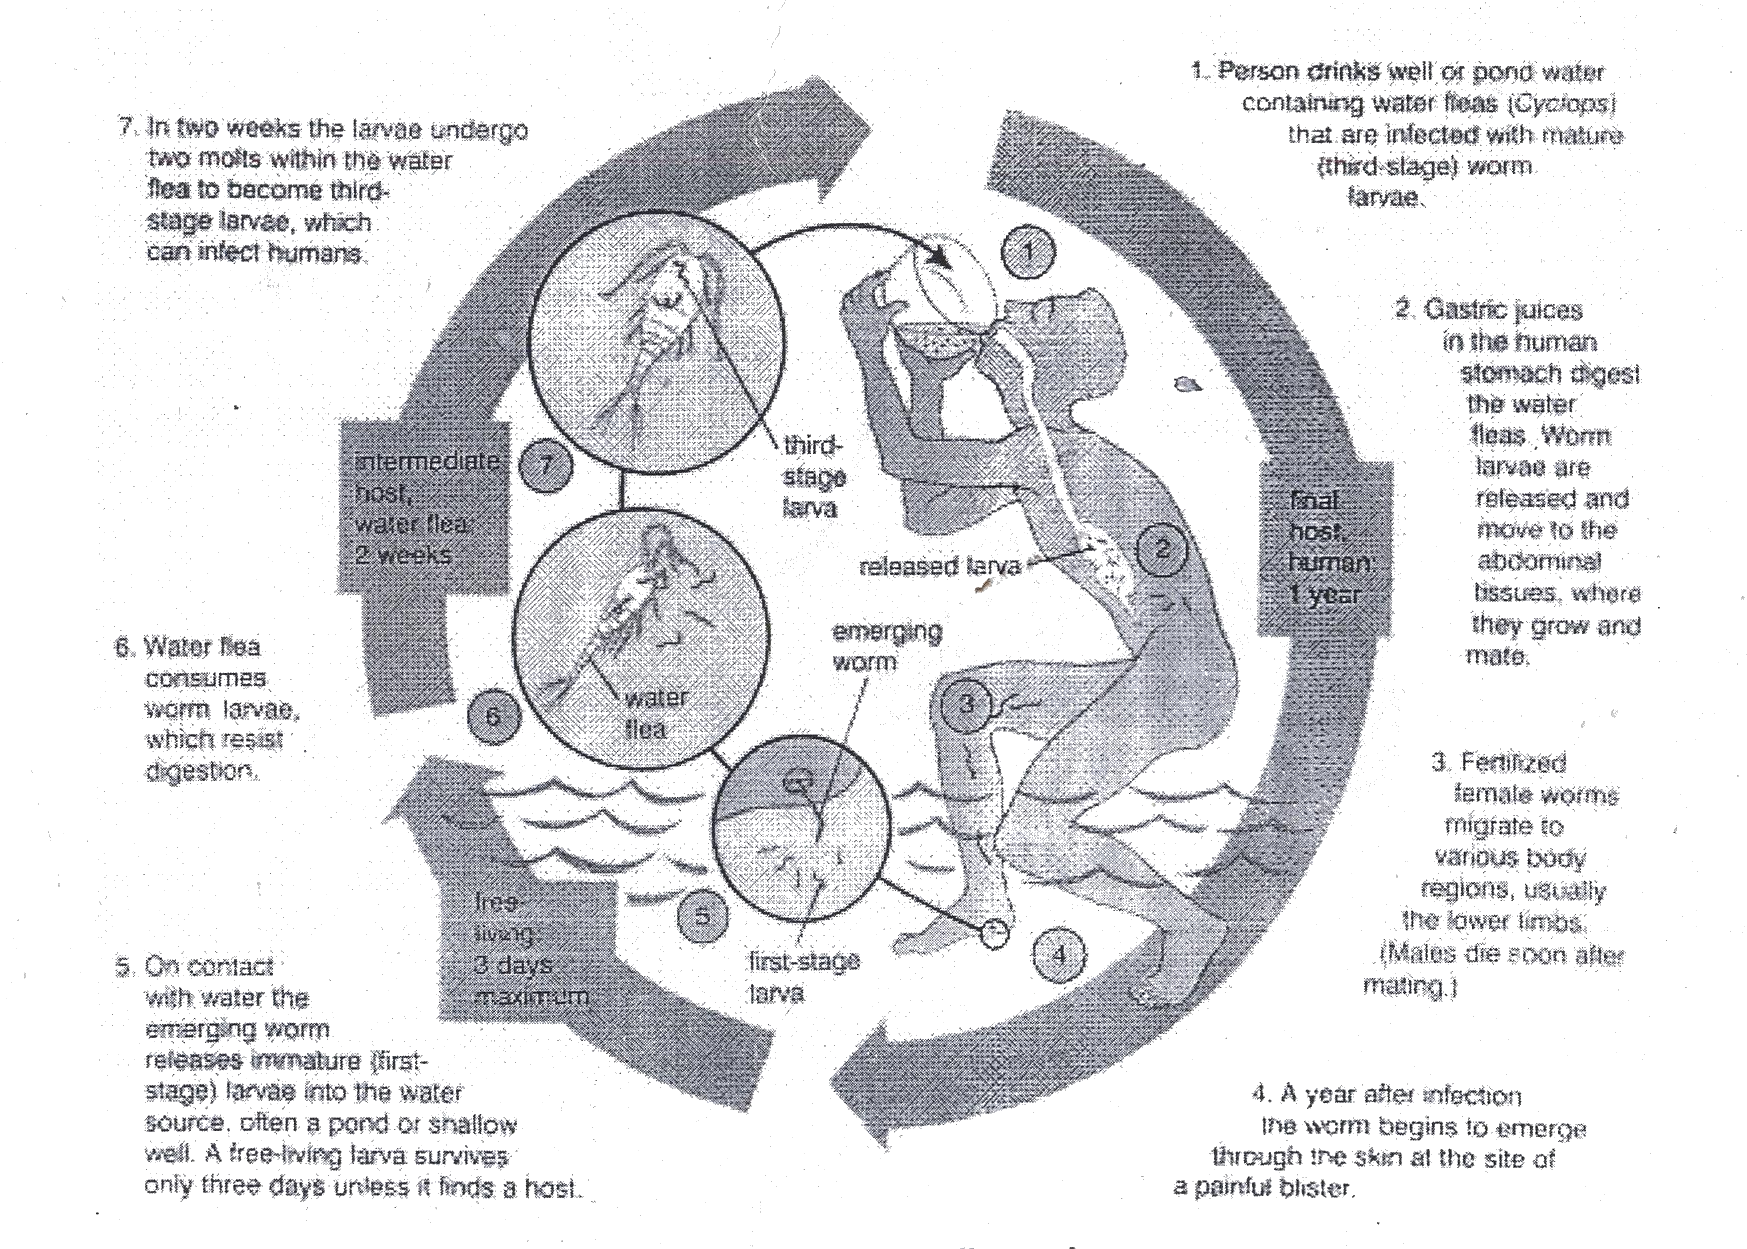 1. Person drinks well or pond water
containing water fleas (Cyclops)
that are infected with mature
(third-stage) worm
larvae.
2. Gastric juices
in the human
stomach digest
the water
fleas. Worm
larvae are
released and
move to the
abdominal
tissues, where
they grow and
mate.
3. Fertilized
female worms
migrate to
various body
regions, usually
the lower limbs.
(Males die soon after
mating.)
4. A year after infection
the worm begins to emerge
through the skin at the site of
a painful blister.
5. On contact
with water the
emerging worm
releases immature (first-
stage) larvae into the water
source, often a pond or shallow
well. A free-living larva survives
only three days unless it finds a host.
6. Water flea
consumes
worm larvae,
which resist
digestion.
7. In two weeks the larvae undergo
two molts within the water
flea to become third-
stage larvae, which
can infect humans.
intermediate
host,
water flea:
2 weeks
final
host,
human:
1 year
free-
living:
3 days
maximum
third-
stage
larva
released larva
emerging
worm
water
flea
first-stage
larva
1
2
3
4
5
6
7